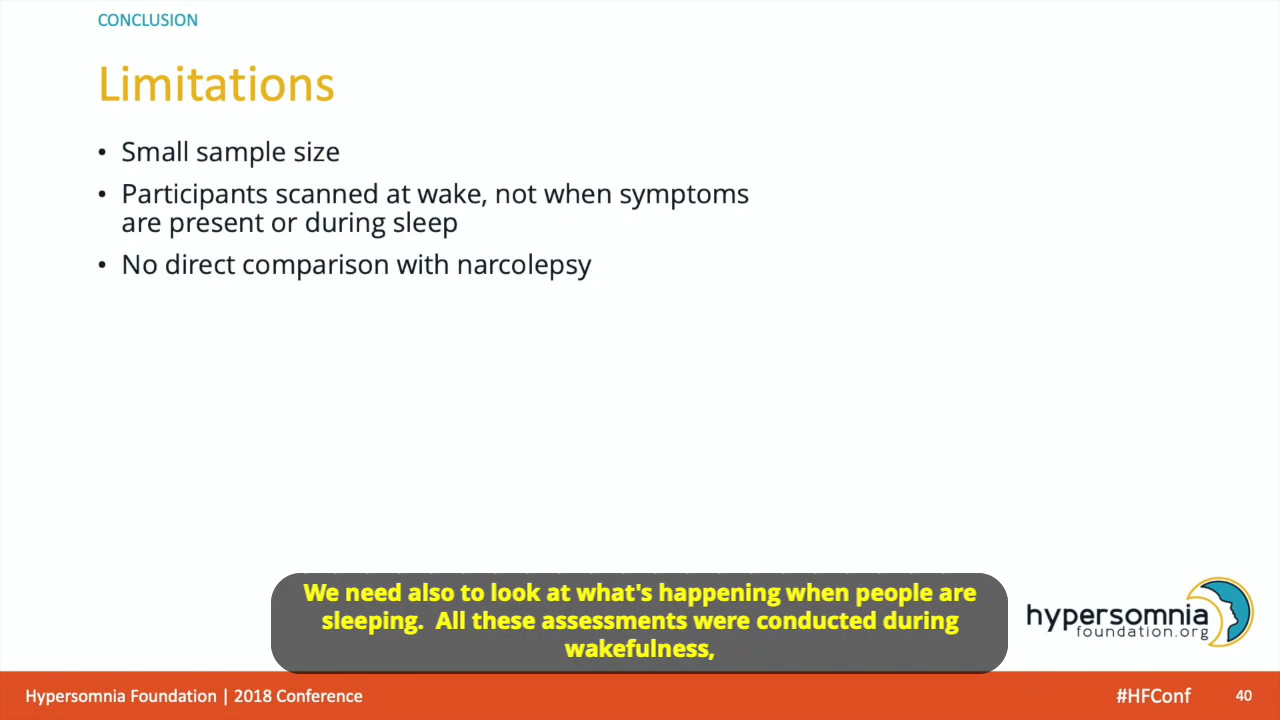 CONCLUSION
Limitations
• Small sample size
• Participants scanned at wake, not when symptoms
are present or during sleep
• No direct comparison with narcolepsy
We need also to look at what's happening when people are
sleeping.  All these assessments were conducted during
wakefulness,
hypersomnia
foundation.org
Hypersomnia Foundation | 2018 Conference
#HFConf
40